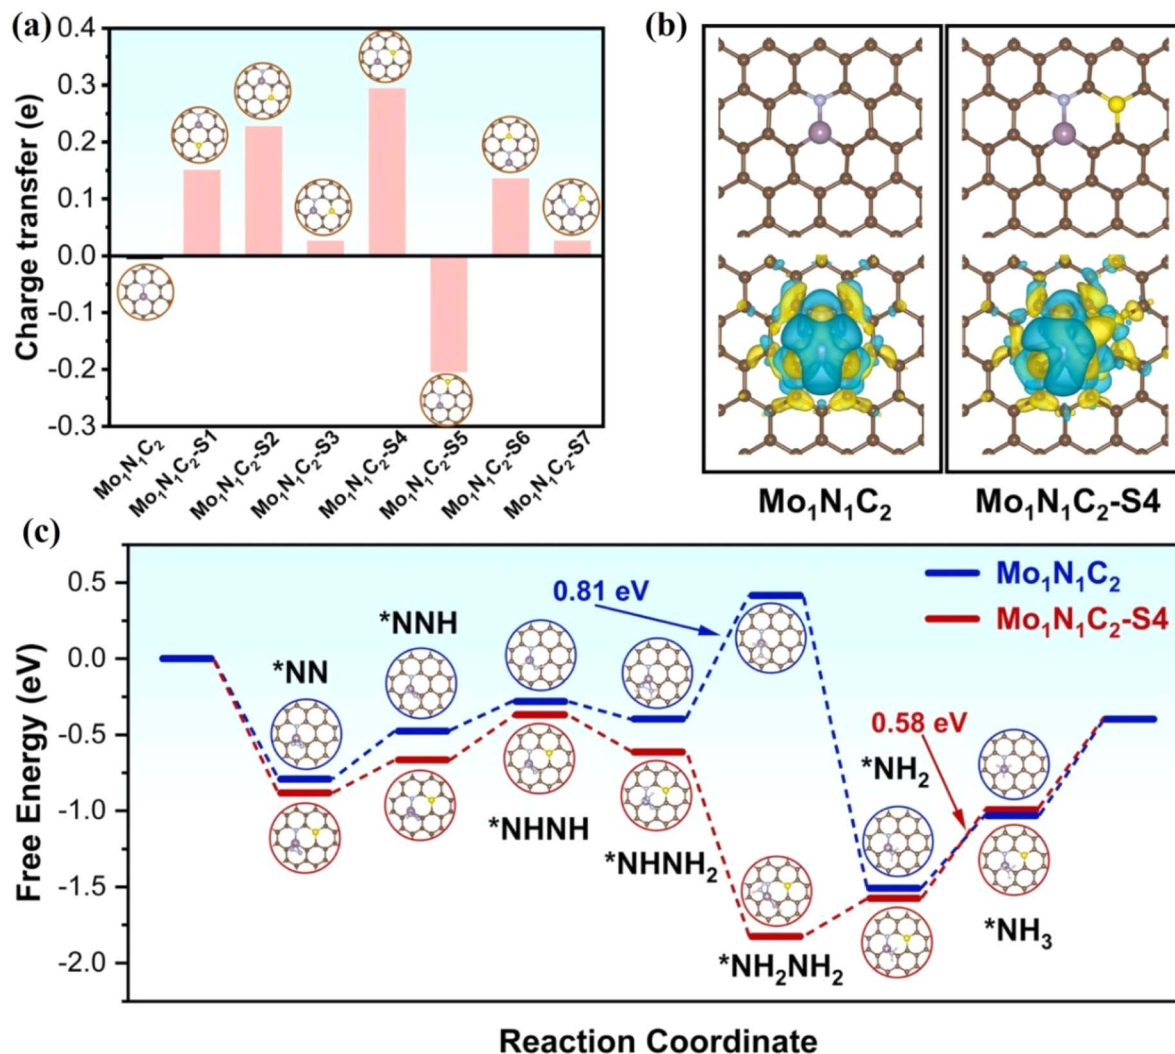 (a)
Charge transfer (e)
0.4
0.3
0.2
0.1
0.0
-0.1
-0.2
-0.3
Mo₁N₁C₂
Mo₁N₁C₂-S1
Mo₁N₁C₂-S2
Mo₁N₁C₂-S3
Mo₁N₁C₂-S4
Mo₁N₁C₂-S5
Mo₁N₁C₂-S6
Mo₁N₁C₂-S7
(b)
Mo₁N₁C₂
Mo₁N₁C₂-S4
(c)
Free Energy (eV)
0.5
0.0
-0.5
-1.0
-1.5
-2.0
Mo₁N₁C₂
Mo₁N₁C₂-S4
0.81 eV
*NNH
*NN
0.58 eV
*NH₂
*NHNH
*NHNH₂
*NH₃
*NH₂NH₂
Reaction Coordinate